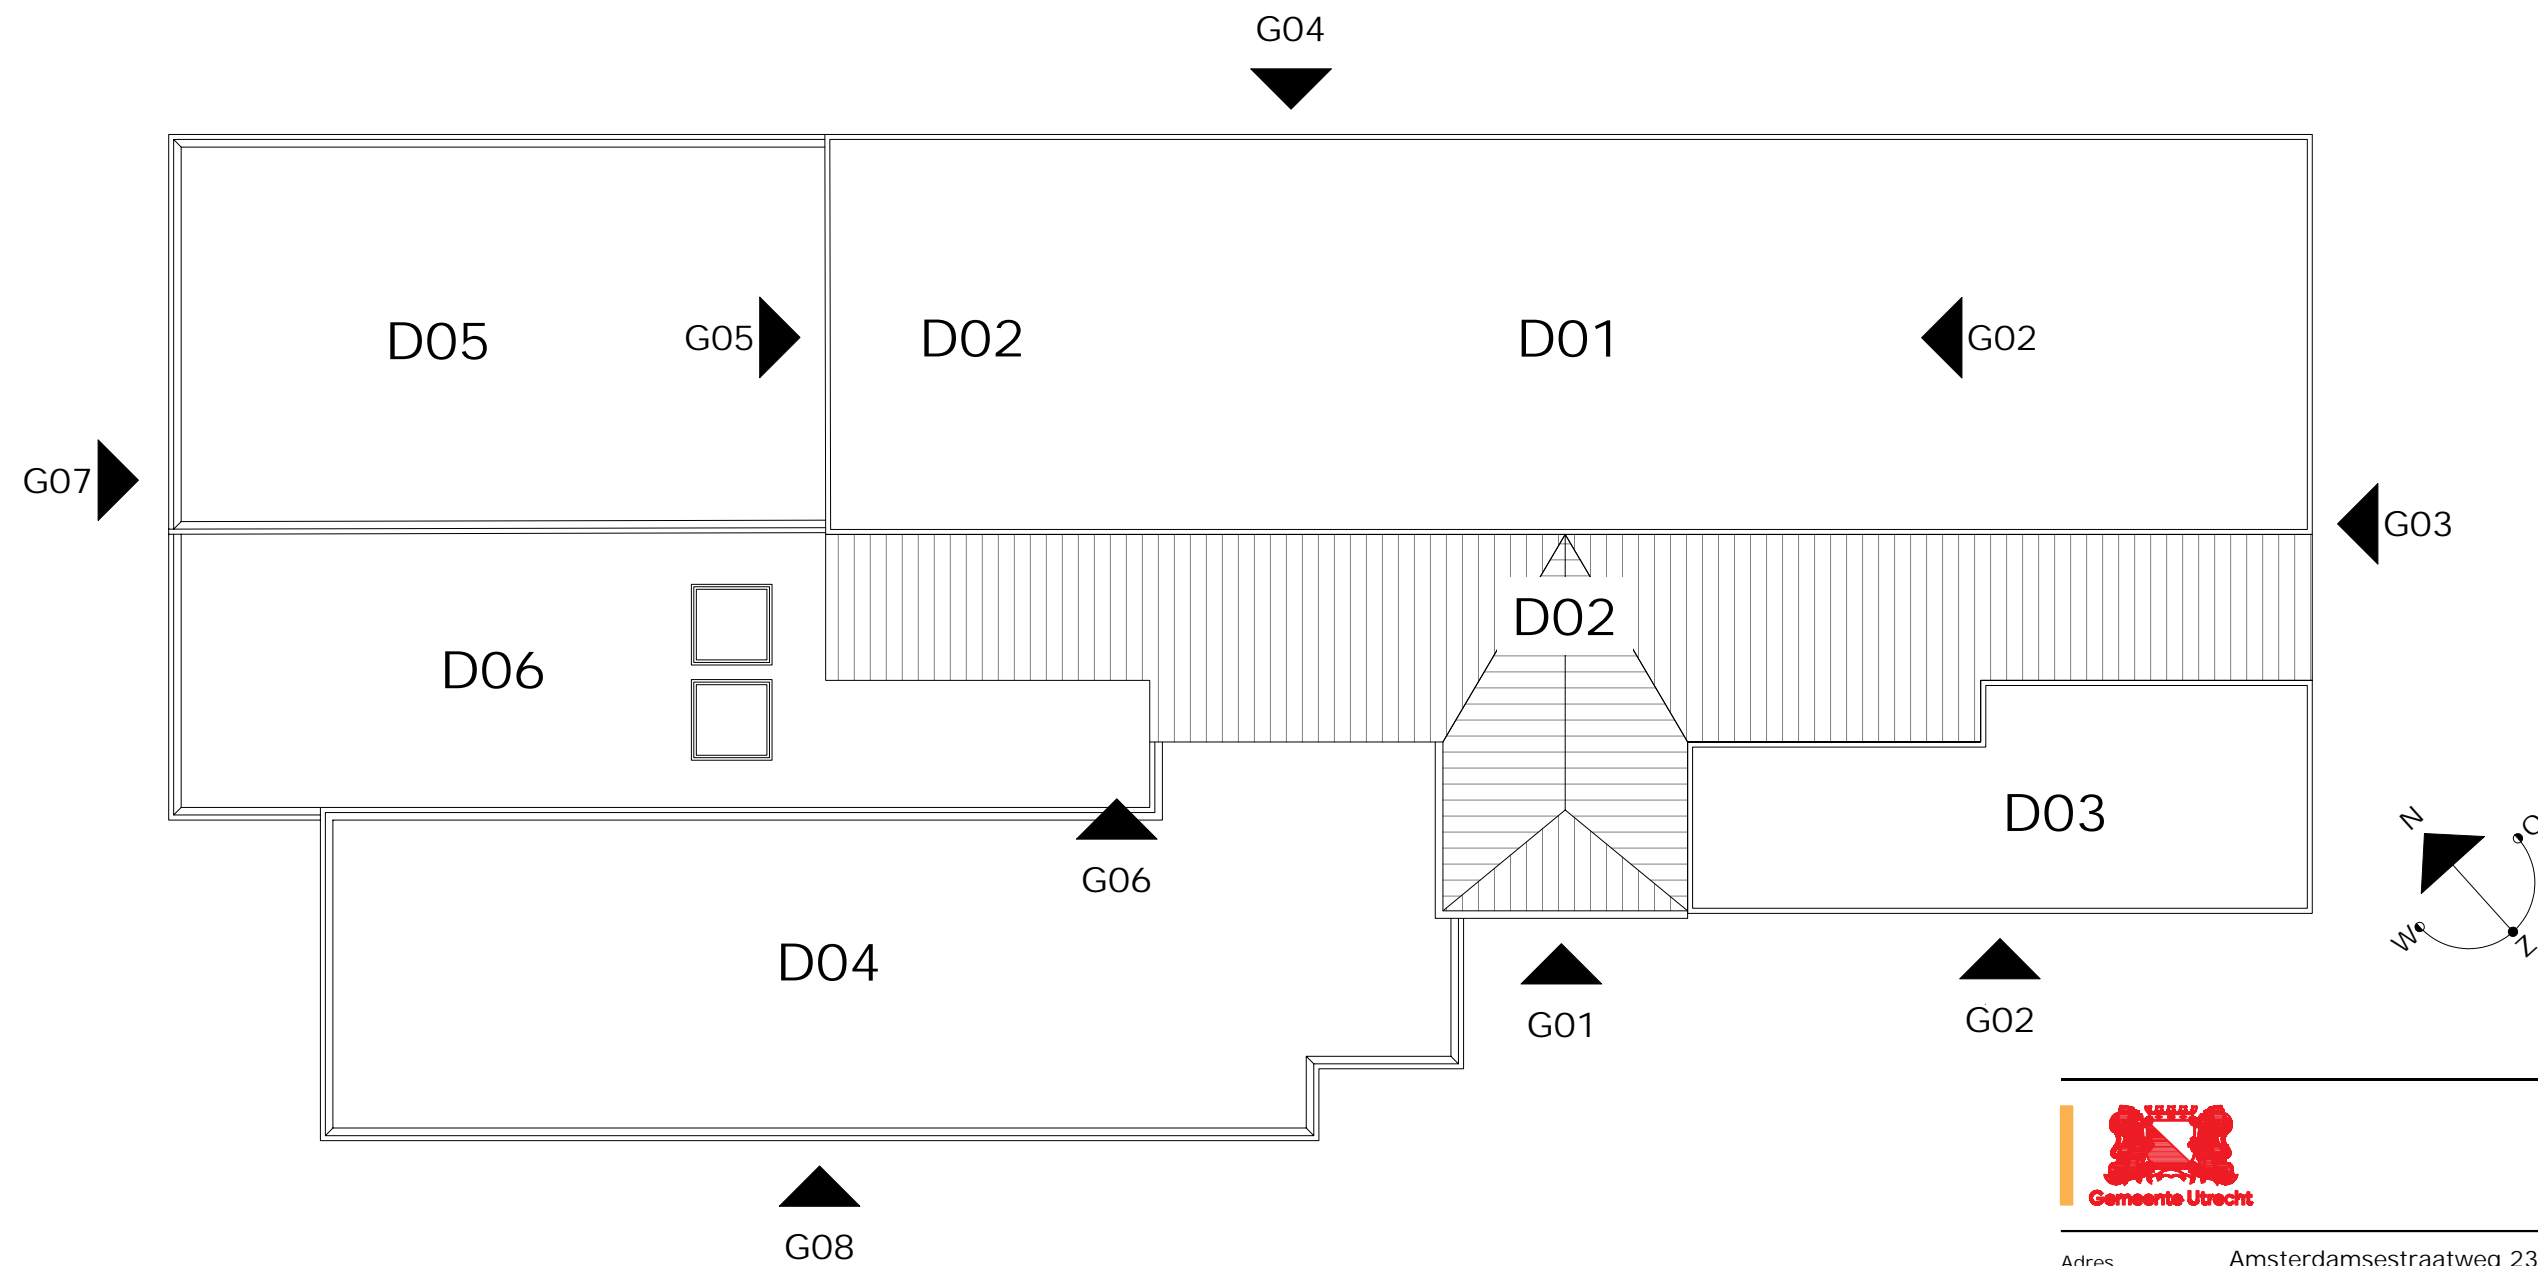 G04
D05
G05
D02
D01
G02
G07
G03
D02
D06
D03
N
G06
W
Z
D04
G01
G02
Gemeente Utrecht
G08
Adres Amsterdamsestraatweg 23